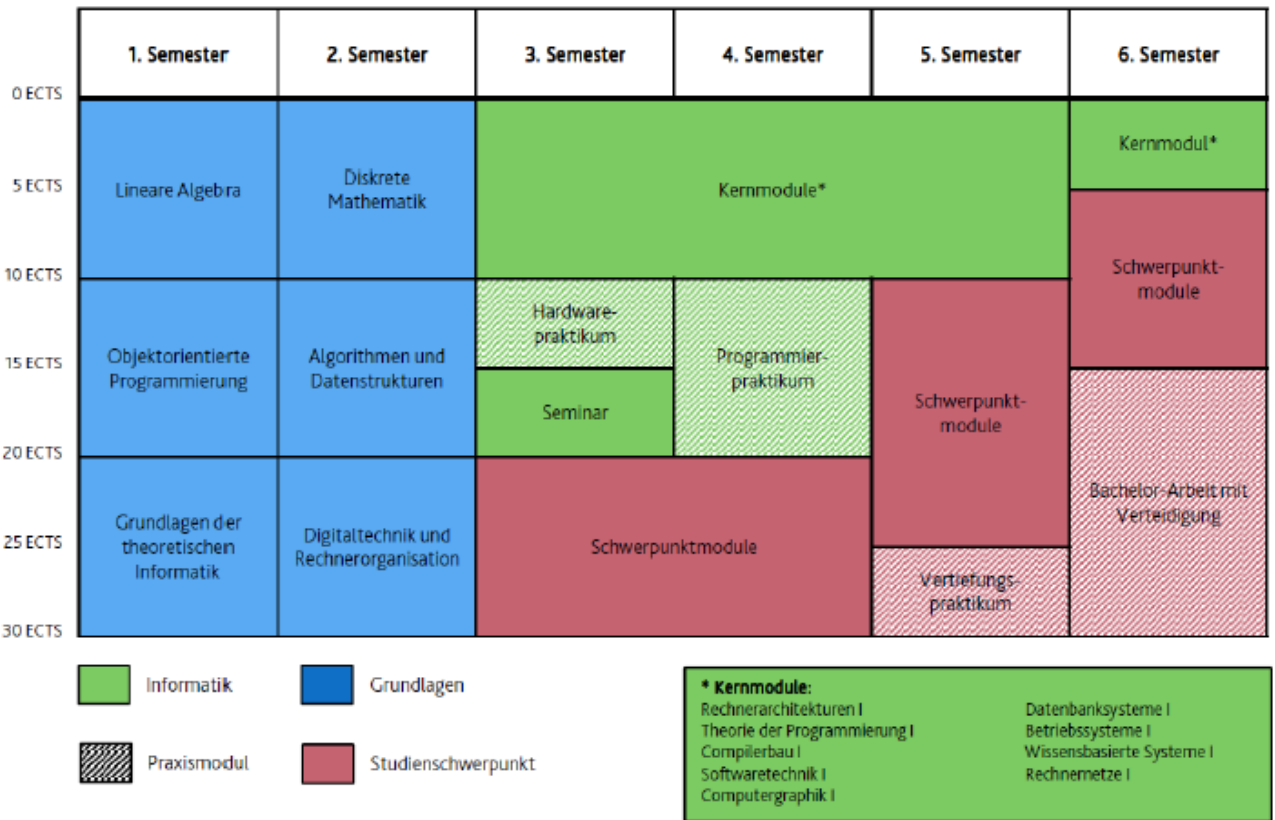 1. Semester
2. Semester
3. Semester
4. Semester
5. Semester
6. Semester
0 ECTS
5 ECTS
10 ECTS
15 ECTS
20 ECTS
25 ECTS
30 ECTS
Lineare Algebra
Diskrete
Mathematik
Kernmodule*
Kernmodul*
Schwerpunkt-
module
Objektorientierte
Programmierung
Algorithmen und
Datenstrukturen
Hardware-
praktikum
Seminar
Programmier-
praktikum
Schwerpunkt-
module
Grundlagen der
theoretischen
Informatik
Digitaltechnik und
Rechnerorganisation
Schwerpunktmodule
Vertiefungs-
praktikum
Bachelor-Arbeit mit
Verteidigung
Informatik
Grundlagen
Praxismodul
Studienschwerpunkt
* Kernmodule:
Rechnerarchitekturen I
Theorie der Programmierung I
Compilerbau I
Softwaretechnik I
Computergraphik I
Datenbanksysteme I
Betriebssysteme I
Wissensbasierte Systeme I
Rechnernetze I